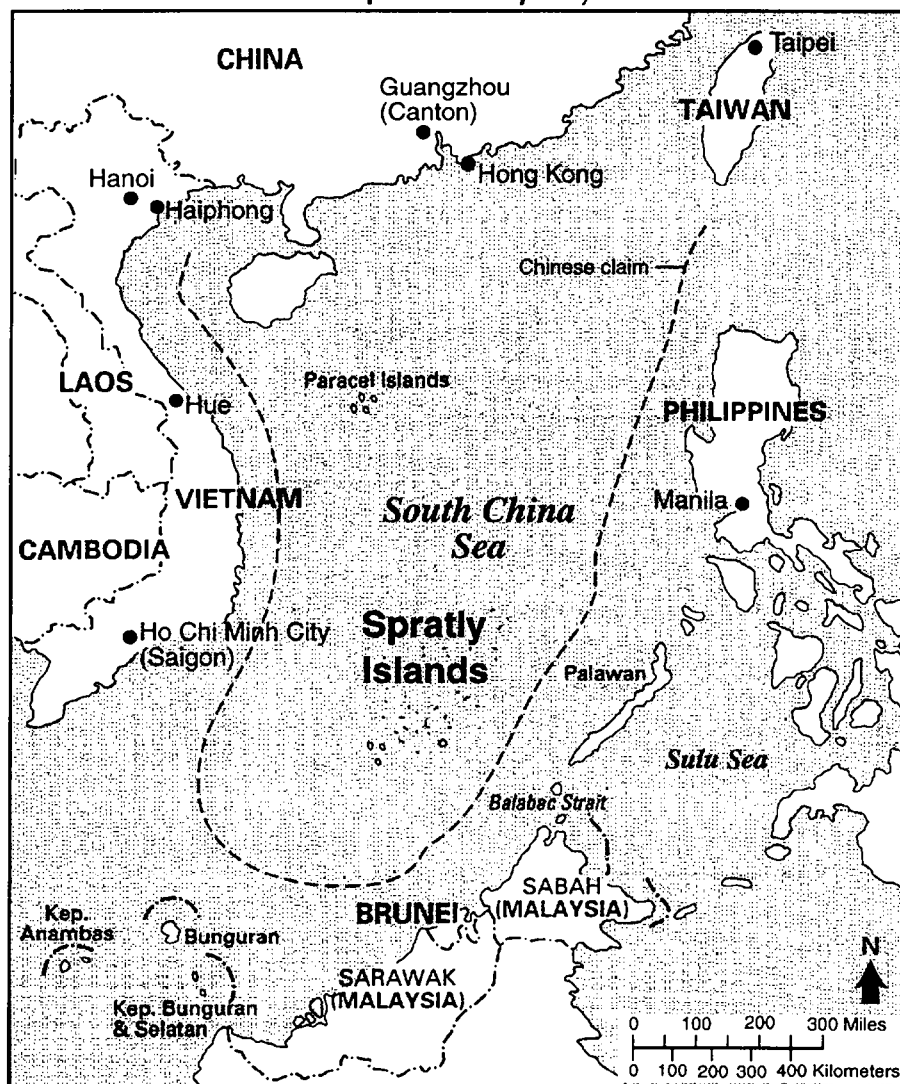 CHINA
Taipei
Guangzhou
(Canton)
TAIWAN
Hong Kong
Hanoi
Haiphong
Chinese claim
LAOS
Hue
Paracel Islands
PHILIPPINES
VIETNAM
South China
Sea
Manila
CAMBODIA
Ho Chi Minh City
(Saigon)
Spratly
Islands
Palawan
Sulu Sea
Balabac Strait
SABAH
(MALAYSIA)
BRUNEI
Kep.
Anambas
Bunguran
SARAWAK
(MALAYSIA)
Kep. Bunguran
& Selatan
N
0 100 200 300 Miles
0 100 200 300 400 Kilometers